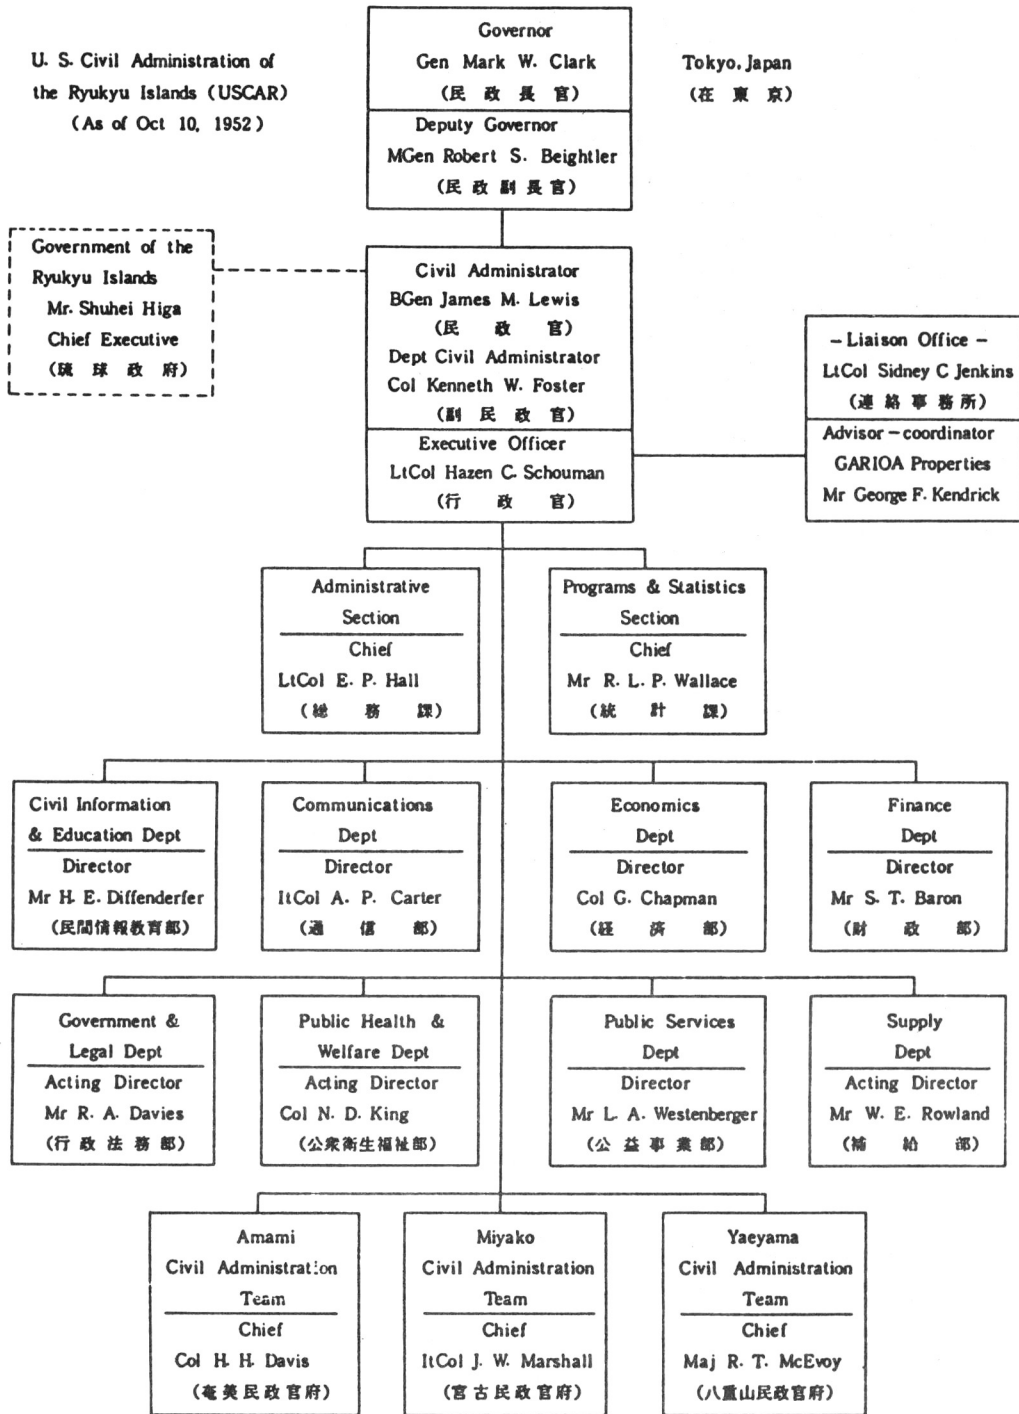 U. S. Civil Administration of
the Ryukyu Islands (USCAR)
(As of Oct 10, 1952)
Governor
Gen Mark W. Clark
(民政長官)
Deputy Governor
MGen Robert S. Beightler
(民政副長官)
Tokyo, Japan
(在東京)
Government of the
Ryukyu Islands
Mr. Shuhei Higa
Chief Executive
(琉球政府)
Civil Administrator
BGen James M. Lewis
(民政官)
Dept Civil Administrator
Col Kenneth W. Foster
(副民政官)
Executive Officer
LtCol Hazen C. Schouman
(行政官)
- Liaison Office -
LtCol Sidney C Jenkins
(連絡事務所)
Advisor-coordinator
GARIOA Properties
Mr George F. Kendrick
Administrative
Section
Chief
LtCol E. P. Hall
(総務課)
Programs & Statistics
Section
Chief
Mr R. L. P. Wallace
(統計課)
Civil Information
& Education Dept
Director
Mr H. E. Diffenderfer
(民間情報教育部)
Communications
Dept
Director
ItCol A. P. Carter
(通信部)
Economics
Dept
Director
Col G. Chapman
(経済部)
Finance
Dept
Director
Mr S. T. Baron
(財政部)
Government &
Legal Dept
Acting Director
Mr R. A. Davies
(行政法務部)
Public Health &
Welfare Dept
Acting Director
Col N. D. King
(公衆衛生福祉部)
Public Services
Dept
Director
Mr L. A. Westenberger
(公益事業部)
Supply
Dept
Acting Director
Mr W. E. Rowland
(補給部)
Amami
Civil Administration
Team
Chief
Col H. H. Davis
(奄美民政官府)
Miyako
Civil Administration
Team
Chief
ItCol J. W. Marshall
(宮古民政官府)
Yaeyama
Civil Administration
Team
Chief
Maj R. T. McEvoy
(八重山民政官府)